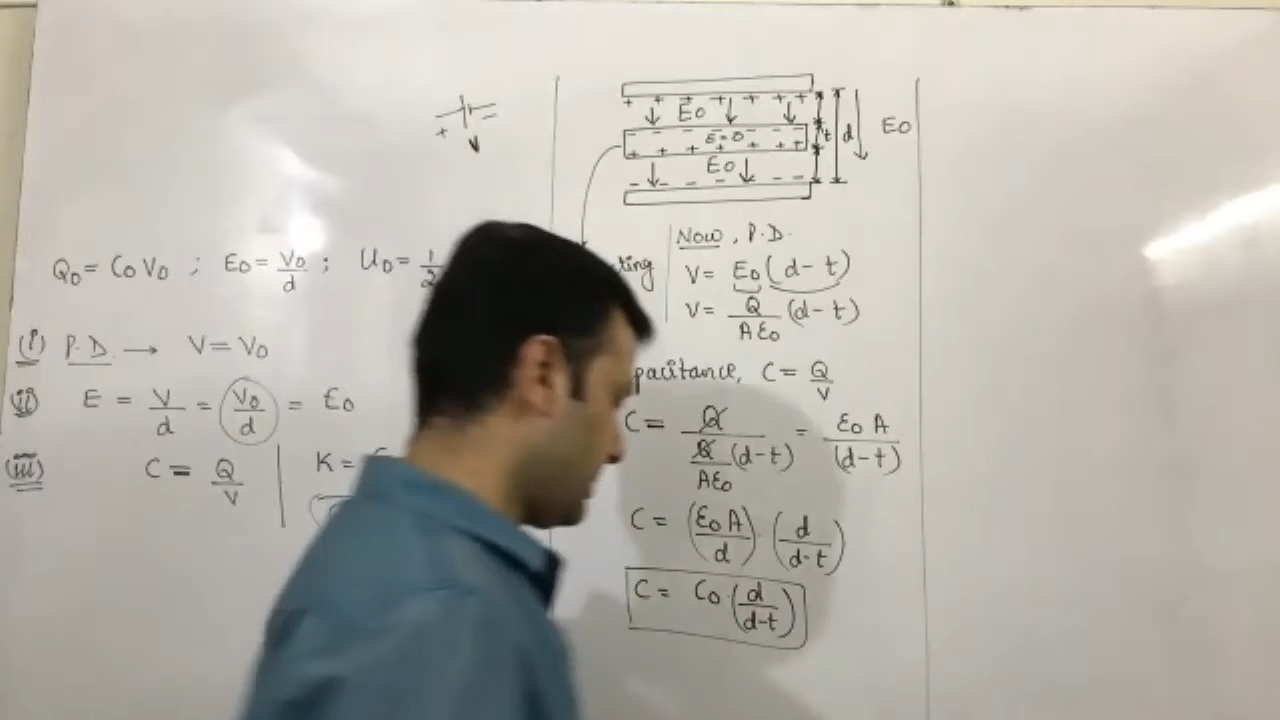 + −
V
Q₀ = C₀V₀ ; E₀ = V₀/d ; U₀ = 1/2
(i) P.D. → V = V₀
(ii) E = V/d = V₀/d = E₀
(iii) C = Q/V | K =
+ + + + + + +
E₀
− − − − −
E=0
+ + + + + + +
E₀
− − − − − − −
t d E₀
ting
Now, P.D.
V = E₀(d-t)
V = Q/Aε₀ (d-t)
pacitance, C = Q/V
C = Q/(Q/Aε₀ (d-t)) = ε₀A/(d-t)
C = (ε₀A/d) · (d/d-t)
C = C₀·(d/d-t)